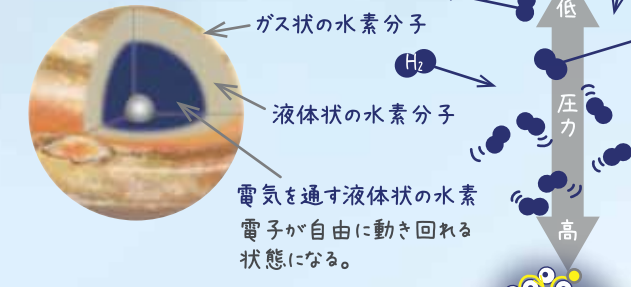 ガス状の水素分子
液体状の水素分子
電気を通す液体状の水素
電子が自由に動き回れる
状態になる。
H₂
低
圧力
高